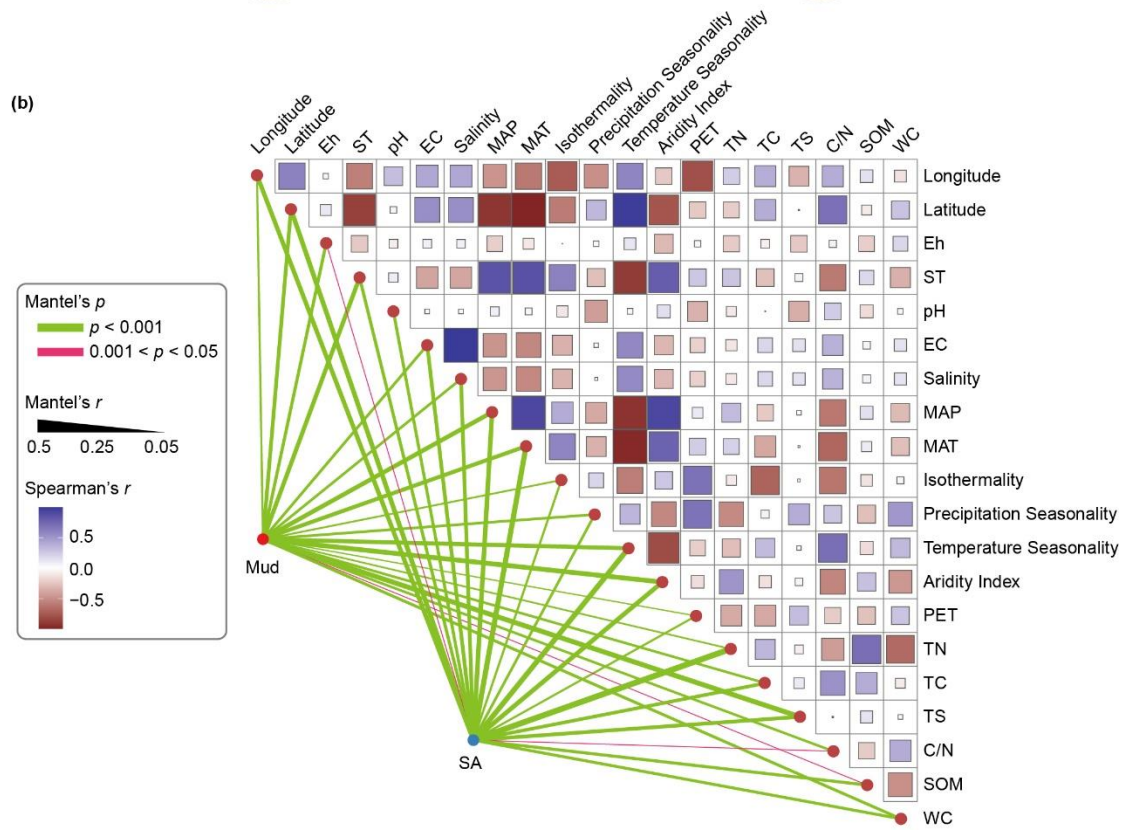 (b)
Longitude
Latitude
Eh
ST
pH
EC
Salinity
MAP
MAT
Isothermality
Precipitation Seasonality
Temperature Seasonality
Aridity Index
PET
TN
TC
TS
C/N
SOM
WC
Longitude
Latitude
Eh
ST
pH
EC
Salinity
MAP
MAT
Isothermality
Precipitation Seasonality
Temperature Seasonality
Aridity Index
PET
TN
TC
TS
C/N
SOM
WC
Mantel's p
p < 0.001
0.001 < p < 0.05
Mantel's r
0.5 0.25 0.05
Spearman's r
0.5
0.0
−0.5
Mud
SA